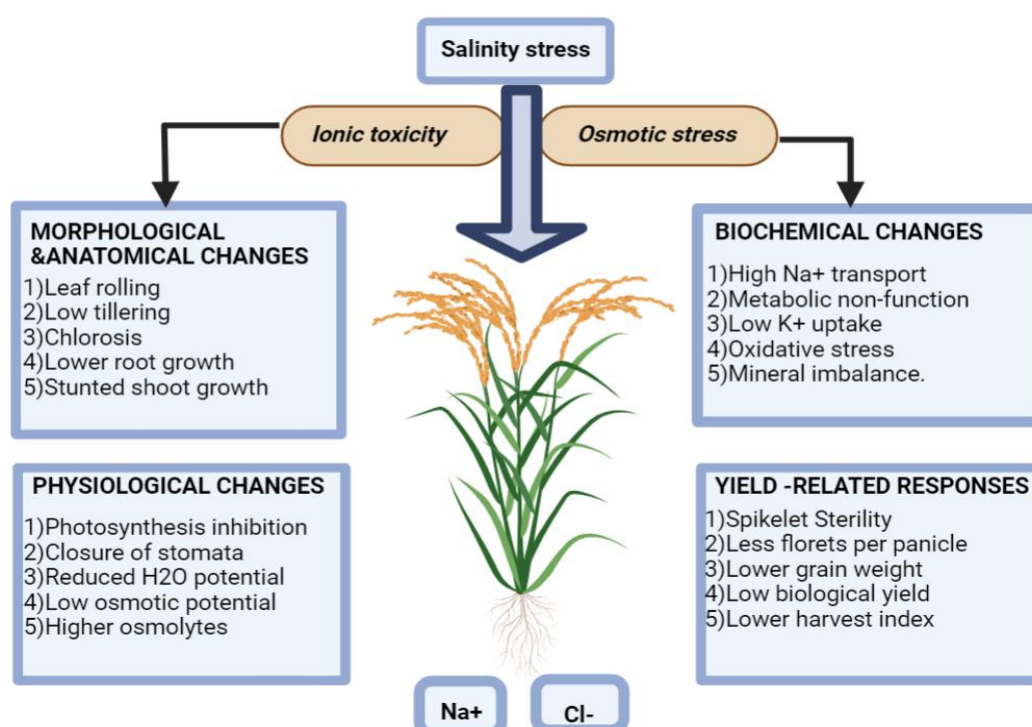 Salinity stress
Ionic toxicity
Osmotic stress
MORPHOLOGICAL
&ANATOMICAL CHANGES
1)Leaf rolling
2)Low tillering
3)Chlorosis
4)Lower root growth
5)Stunted shoot growth
BIOCHEMICAL CHANGES
1)High Na+ transport
2)Metabolic non-function
3)Low K+ uptake
4)Oxidative stress
5)Mineral imbalance.
PHYSIOLOGICAL CHANGES
1)Photosynthesis inhibition
2)Closure of stomata
3)Reduced H2O potential
4)Low osmotic potential
5)Higher osmolytes
YIELD -RELATED RESPONSES
1)Spikelet Sterility
2)Less florets per panicle
3)Lower grain weight
4)Low biological yield
5)Lower harvest index
Na+
Cl-